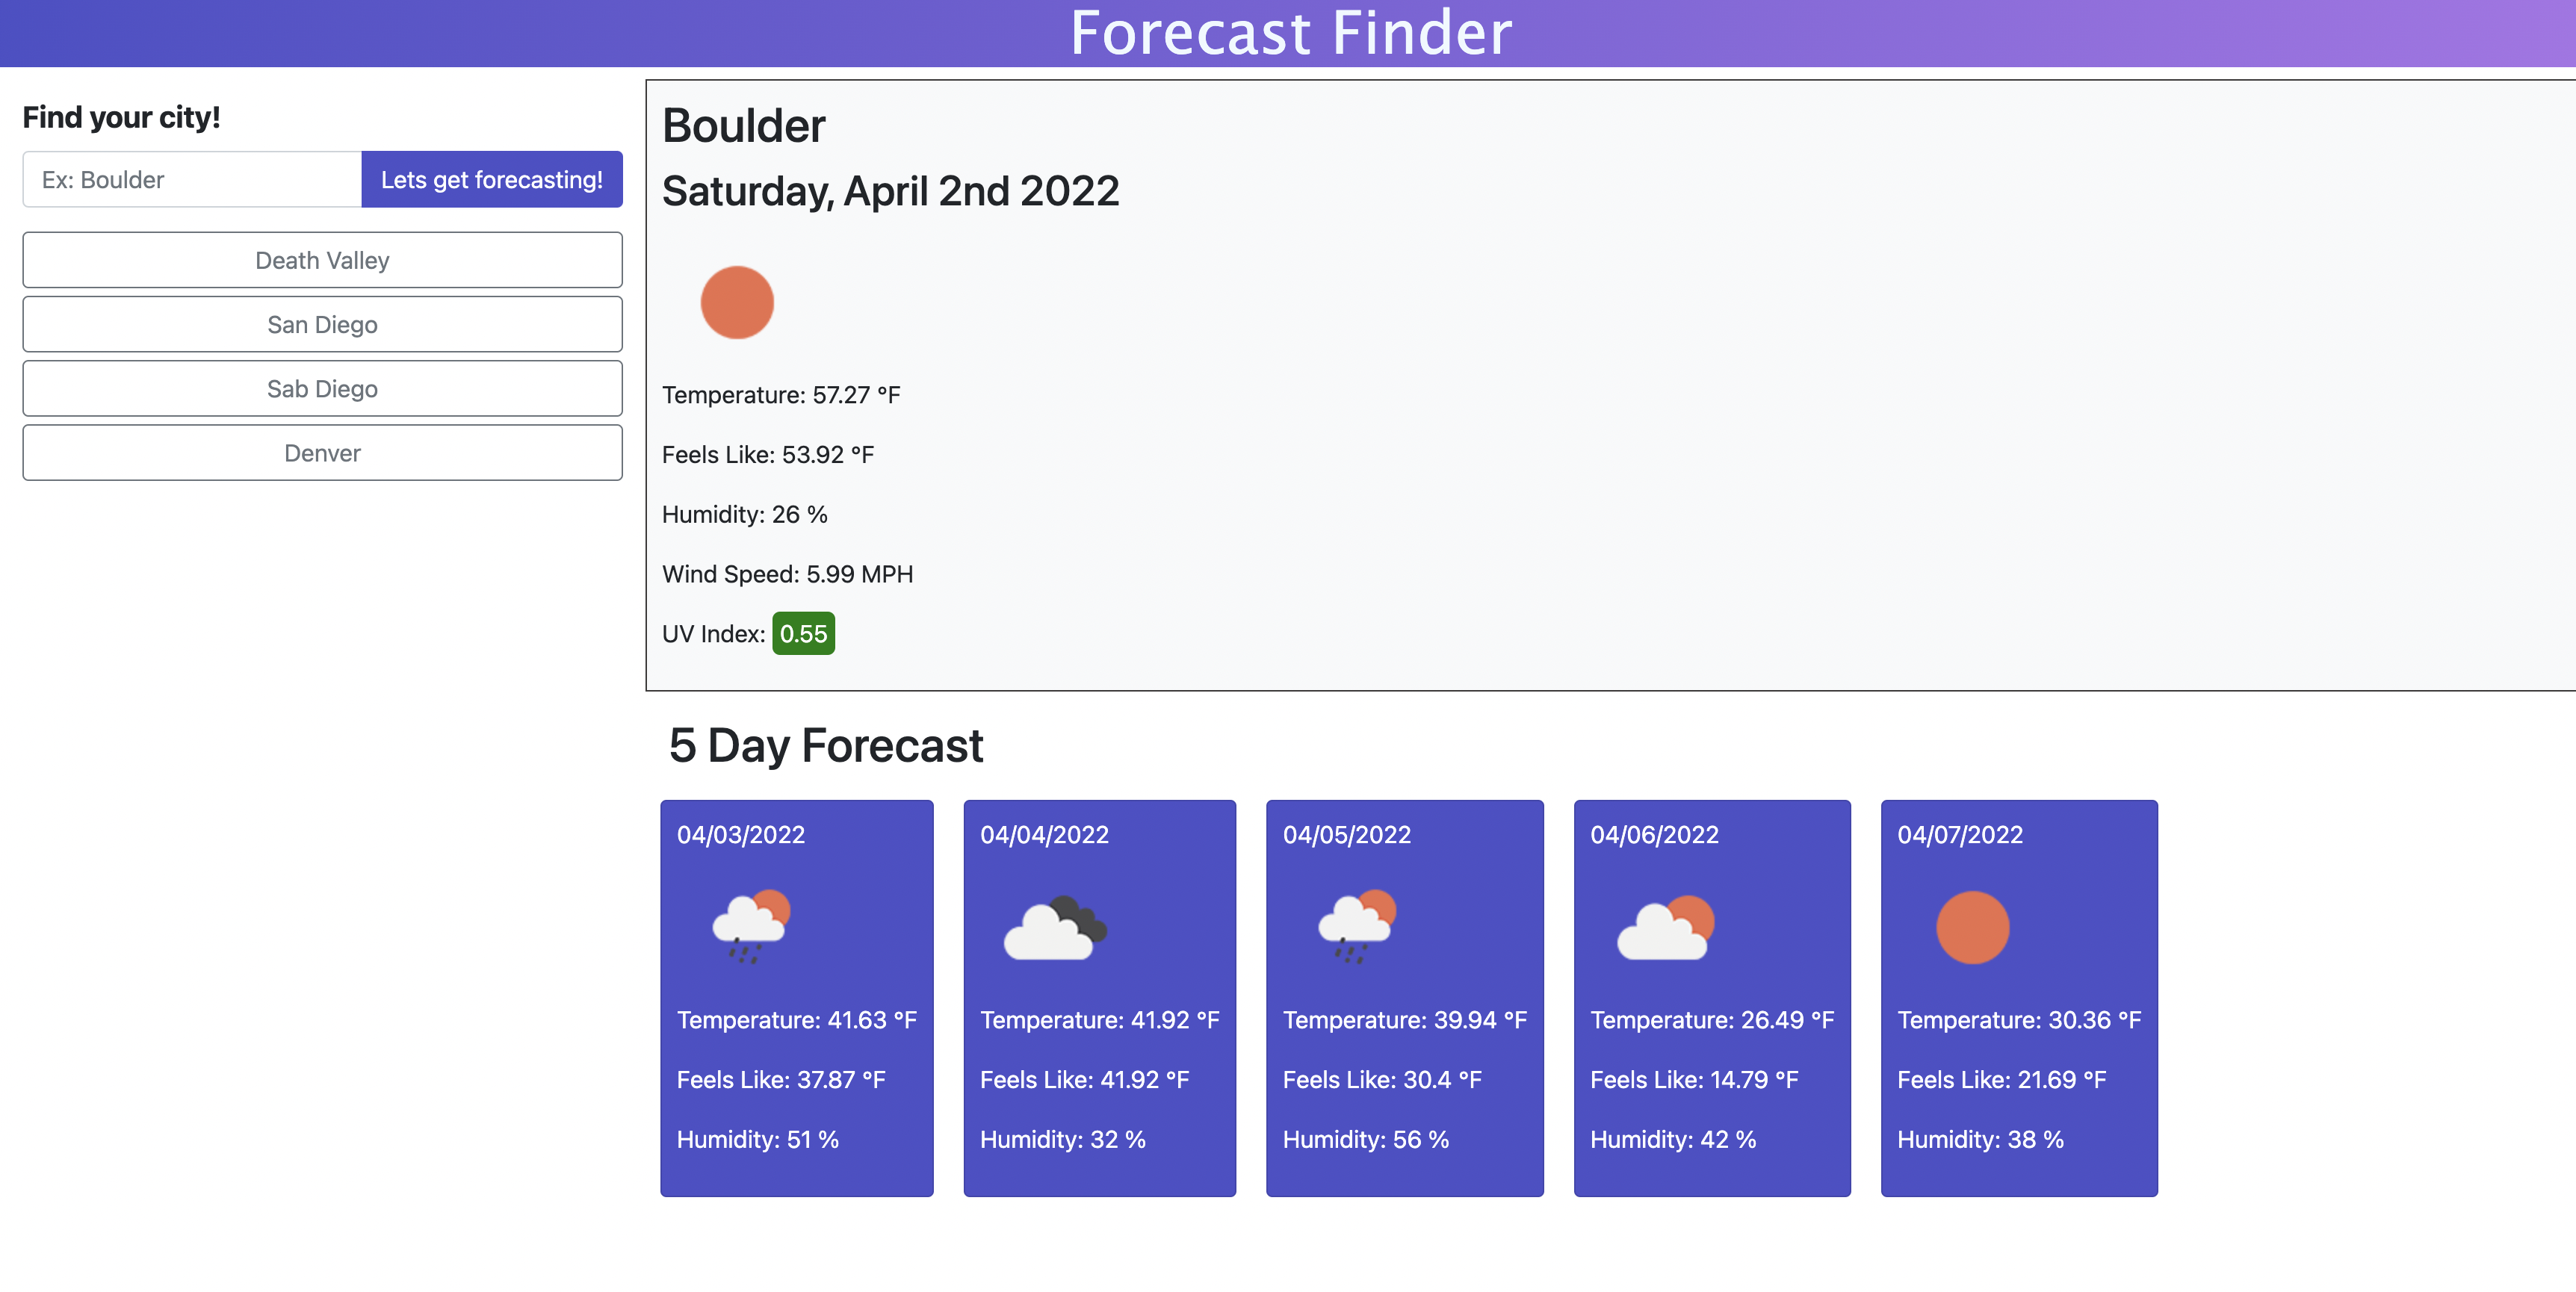 Forecast Finder
Find your city!
Ex: Boulder
Lets get forecasting!
Death Valley
San Diego
Sab Diego
Denver
Boulder
Saturday, April 2nd 2022
Temperature: 57.27 °F
Feels Like: 53.92 °F
Humidity: 26 %
Wind Speed: 5.99 MPH
UV Index: 0.55
5 Day Forecast
04/03/2022
Temperature: 41.63 °F
Feels Like: 37.87 °F
Humidity: 51 %
04/04/2022
Temperature: 41.92 °F
Feels Like: 41.92 °F
Humidity: 32 %
04/05/2022
Temperature: 39.94 °F
Feels Like: 30.4 °F
Humidity: 56 %
04/06/2022
Temperature: 26.49 °F
Feels Like: 14.79 °F
Humidity: 42 %
04/07/2022
Temperature: 30.36 °F
Feels Like: 21.69 °F
Humidity: 38 %